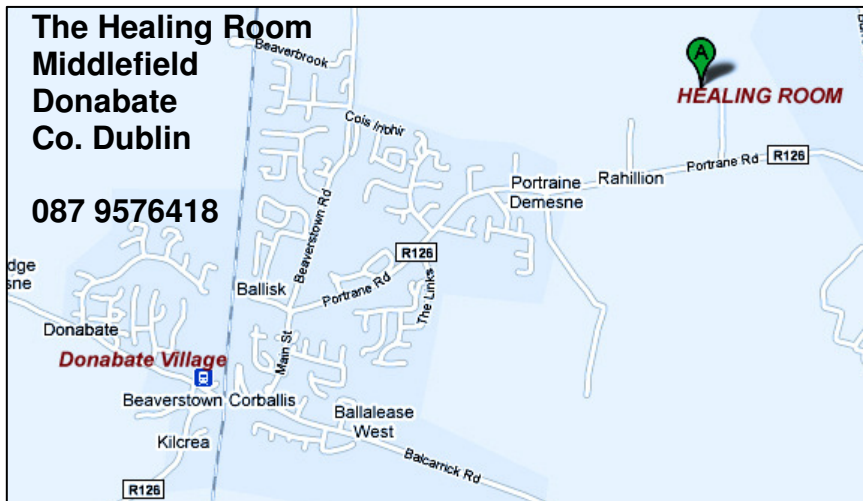 The Healing Room
Middlefield
Donabate
Co. Dublin
087 9576418
Beaverbrook
A
HEALING ROOM
Cois Inbhir
Portrane Rd
R126
Portraine
Demesne
Rahillion
Beaverstown Rd
R126
Ballisk
Portrane Rd
The Links
dge
sne
Donabate
Main St
Donabate Village
Beaverstown
Corballis
Ballalease
West
Kilcrea
Balcarrick Rd
R126